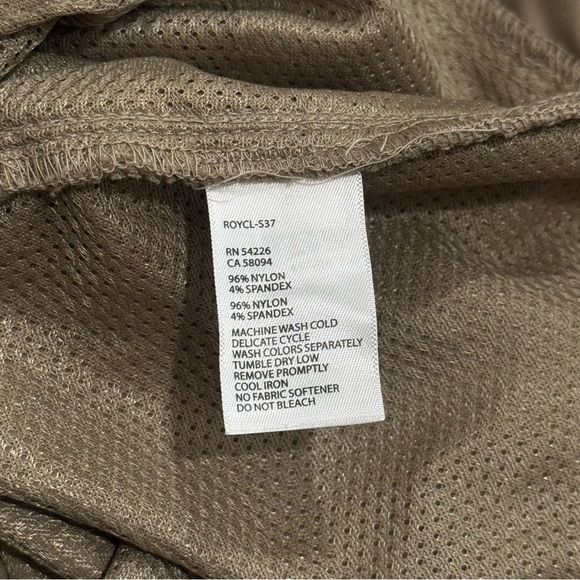 ROYCL-S37
RN 54226
CA 58094
96% NYLON
4% SPANDEX
96% NYLON
4% SPANDEX
MACHINE WASH COLD
DELICATE CYCLE
WASH COLORS SEPARATELY
TUMBLE DRY LOW
REMOVE PROMPTLY
COOL IRON
NO FABRIC SOFTENER
DO NOT BLEACH